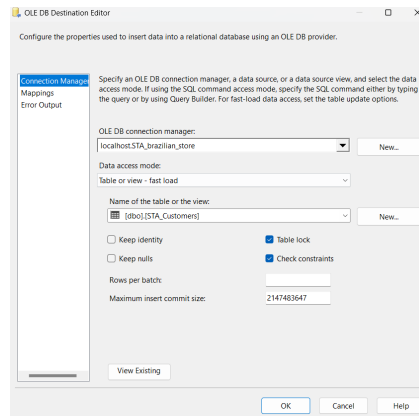 OLE DB Destination Editor
Configure the properties used to insert data into a relational database using an OLE DB provider.
Connection Manager
Mappings
Error Output
Specify an OLE DB connection manager, a data source, or a data source view, and select the data
access mode. If using the SQL command access mode, specify the SQL command either by typing
the query or by using Query Builder. For fast-load data access, set the table update options.
OLE DB connection manager:
localhost.STA_brazilian_store
New...
Data access mode:
Table or view - fast load
Name of the table or the view:
[dbo].[STA_Customers]
New...
Keep identity
Table lock
Keep nulls
Check constraints
Rows per batch:
Maximum insert commit size:
2147483647
View Existing
OK
Cancel
Help